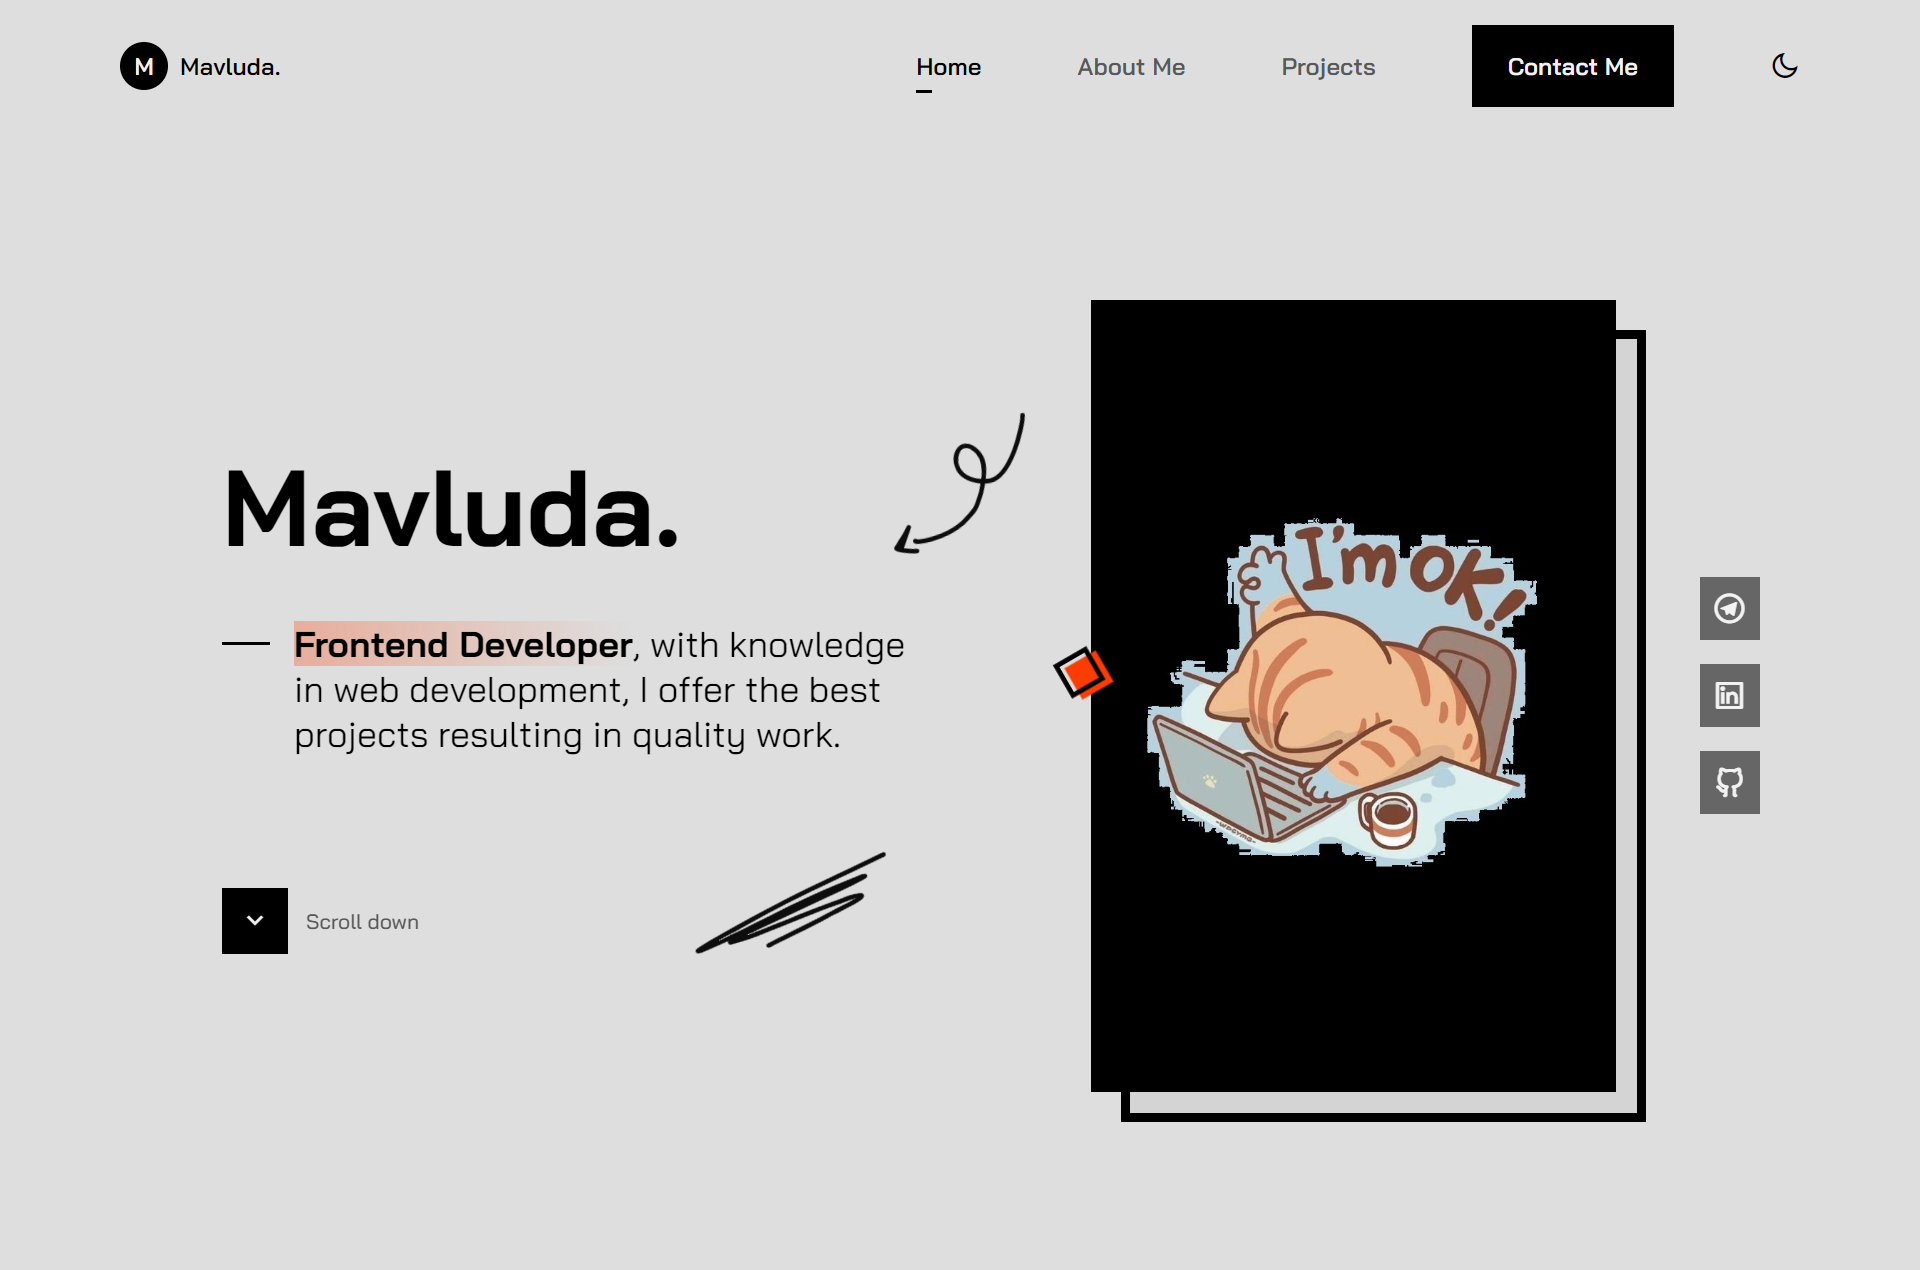 M Mavluda.
Home
About Me
Projects
Contact Me
Mavluda.
Frontend Developer, with knowledge
in web development, I offer the best
projects resulting in quality work.
Scroll down
I'm OK!
in